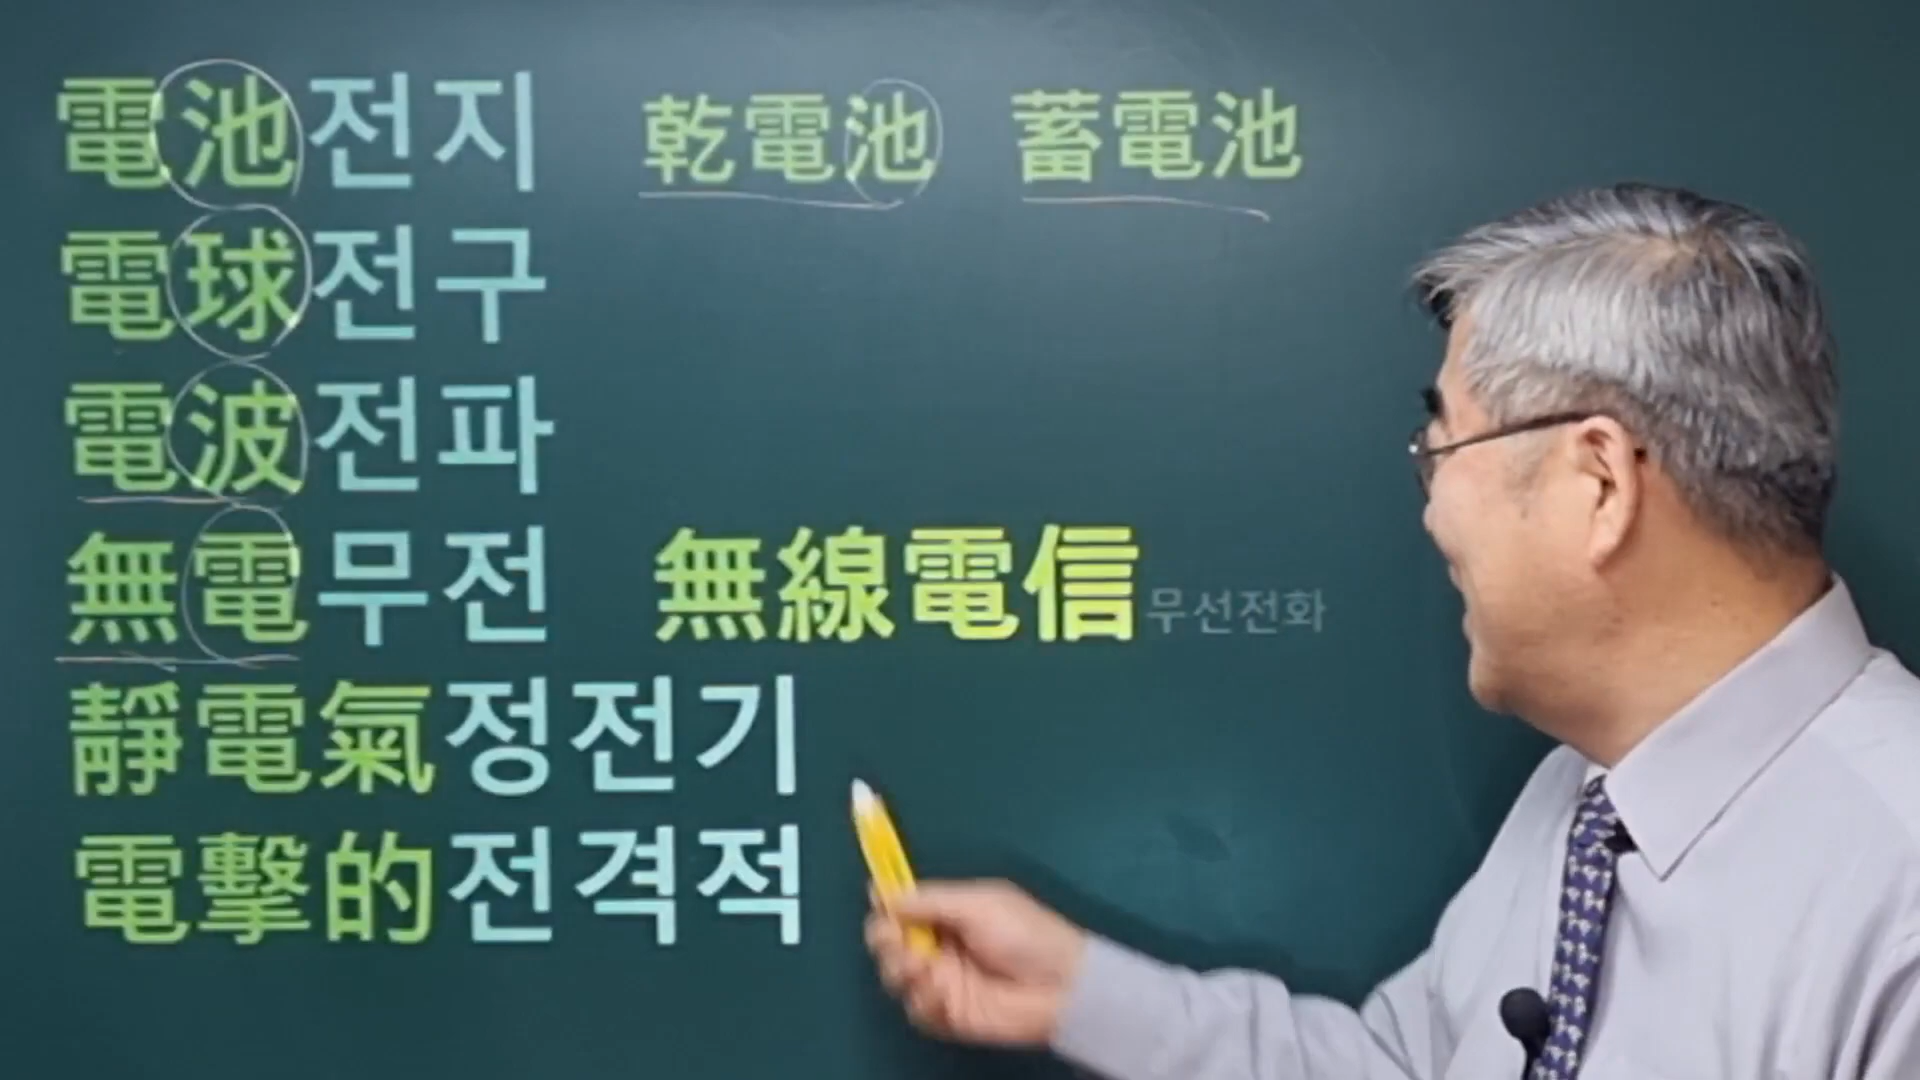 電池전지 乾電池 蓄電池
電球전구
電波전파
無電무전 無線電信무선전화
靜電氣정전기
電擊的전격적